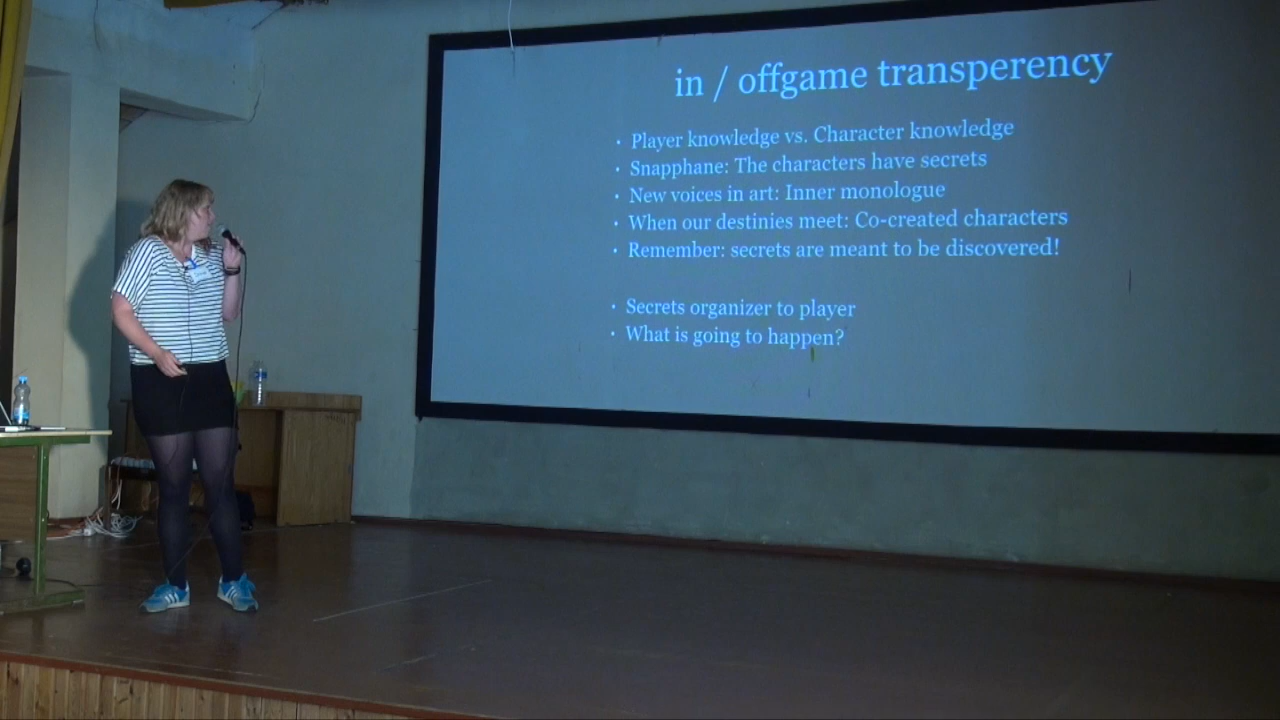 in / offgame transperency
• Player knowledge vs. Character knowledge
• Snapphane: The characters have secrets
• New voices in art: Inner monologue
• When our destinies meet: Co-created characters
• Remember: secrets are meant to be discovered!
• Secrets organizer to player
• What is going to happen?